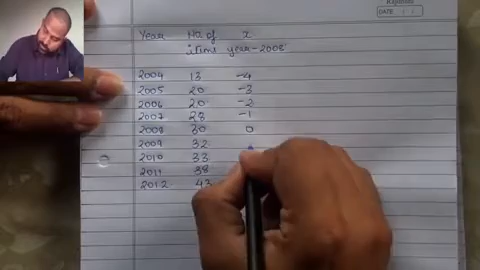 DATE
Year No. of x
items year-2008
2004 13 -4
2005 20 -3
2006 20 -2
2007 28 -1
2008 30 0
2009 32
2010 33
2011 38
2012 43